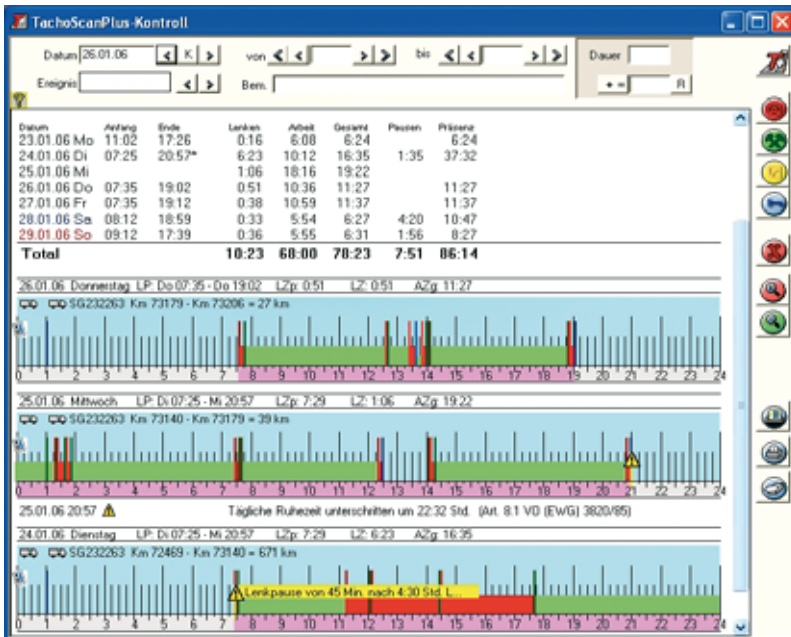 TachoScanPlus-Kontroll
Datum 26.01.06 K von bis Dauer
Ereignis Bem. + = R
Datum Anfang Ende Lenken Arbeit Gesamt Pausen Präsenz
23.01.06 Mo 11:02 17:26 0:16 6:08 6:24 6:24
24.01.06 Di 07:25 20:57* 6:23 10:12 16:35 1:35 37:32
25.01.06 Mi 1:06 18:16 19:22
26.01.06 Do 07:35 19:02 0:51 10:36 11:27 11:27
27.01.06 Fr 07:35 19:12 0:38 10:59 11:37 11:37
28.01.06 Sa 08:12 18:59 0:33 5:54 6:27 4:20 10:47
29.01.06 So 09:12 17:39 0:36 5:55 6:31 1:56 8:27
Total 10:23 68:00 78:23 7:51 86:14
26.01.06 Donnerstag LP: Do 07:35 - Do 19:02 LZp: 0:51 LZ: 0:51 AZg: 11:27
SG232263 Km 73179 - Km 73206 = 27 km
0 1 2 3 4 5 6 7 8 9 10 11 12 13 14 15 16 17 18 19 20 21 22 23 24
25.01.06 Mittwoch LP: Di 07:25 - Mi 20:57 LZp: 7:29 LZ: 1:06 AZg: 19:22
SG232263 Km 73140 - Km 73179 = 39 km
0 1 2 3 4 5 6 7 8 9 10 11 12 13 14 15 16 17 18 19 20 21 22 23 24
25.01.06 20:57 Tägliche Ruhezeit unterschritten um 22:32 Std. (Art. 8.1 VO (EWG) 3820/85)
24.01.06 Dienstag LP: Di 07:25 - Mi 20:57 LZp: 7:29 LZ: 6:23 AZg: 16:35
SG232263 Km 72469 - Km 73140 = 671 km
Lenkpause von 45 Min. nach 4:30 Std. L...
0 1 2 3 4 5 6 7 8 9 10 11 12 13 14 15 16 17 18 19 20 21 22 23 24